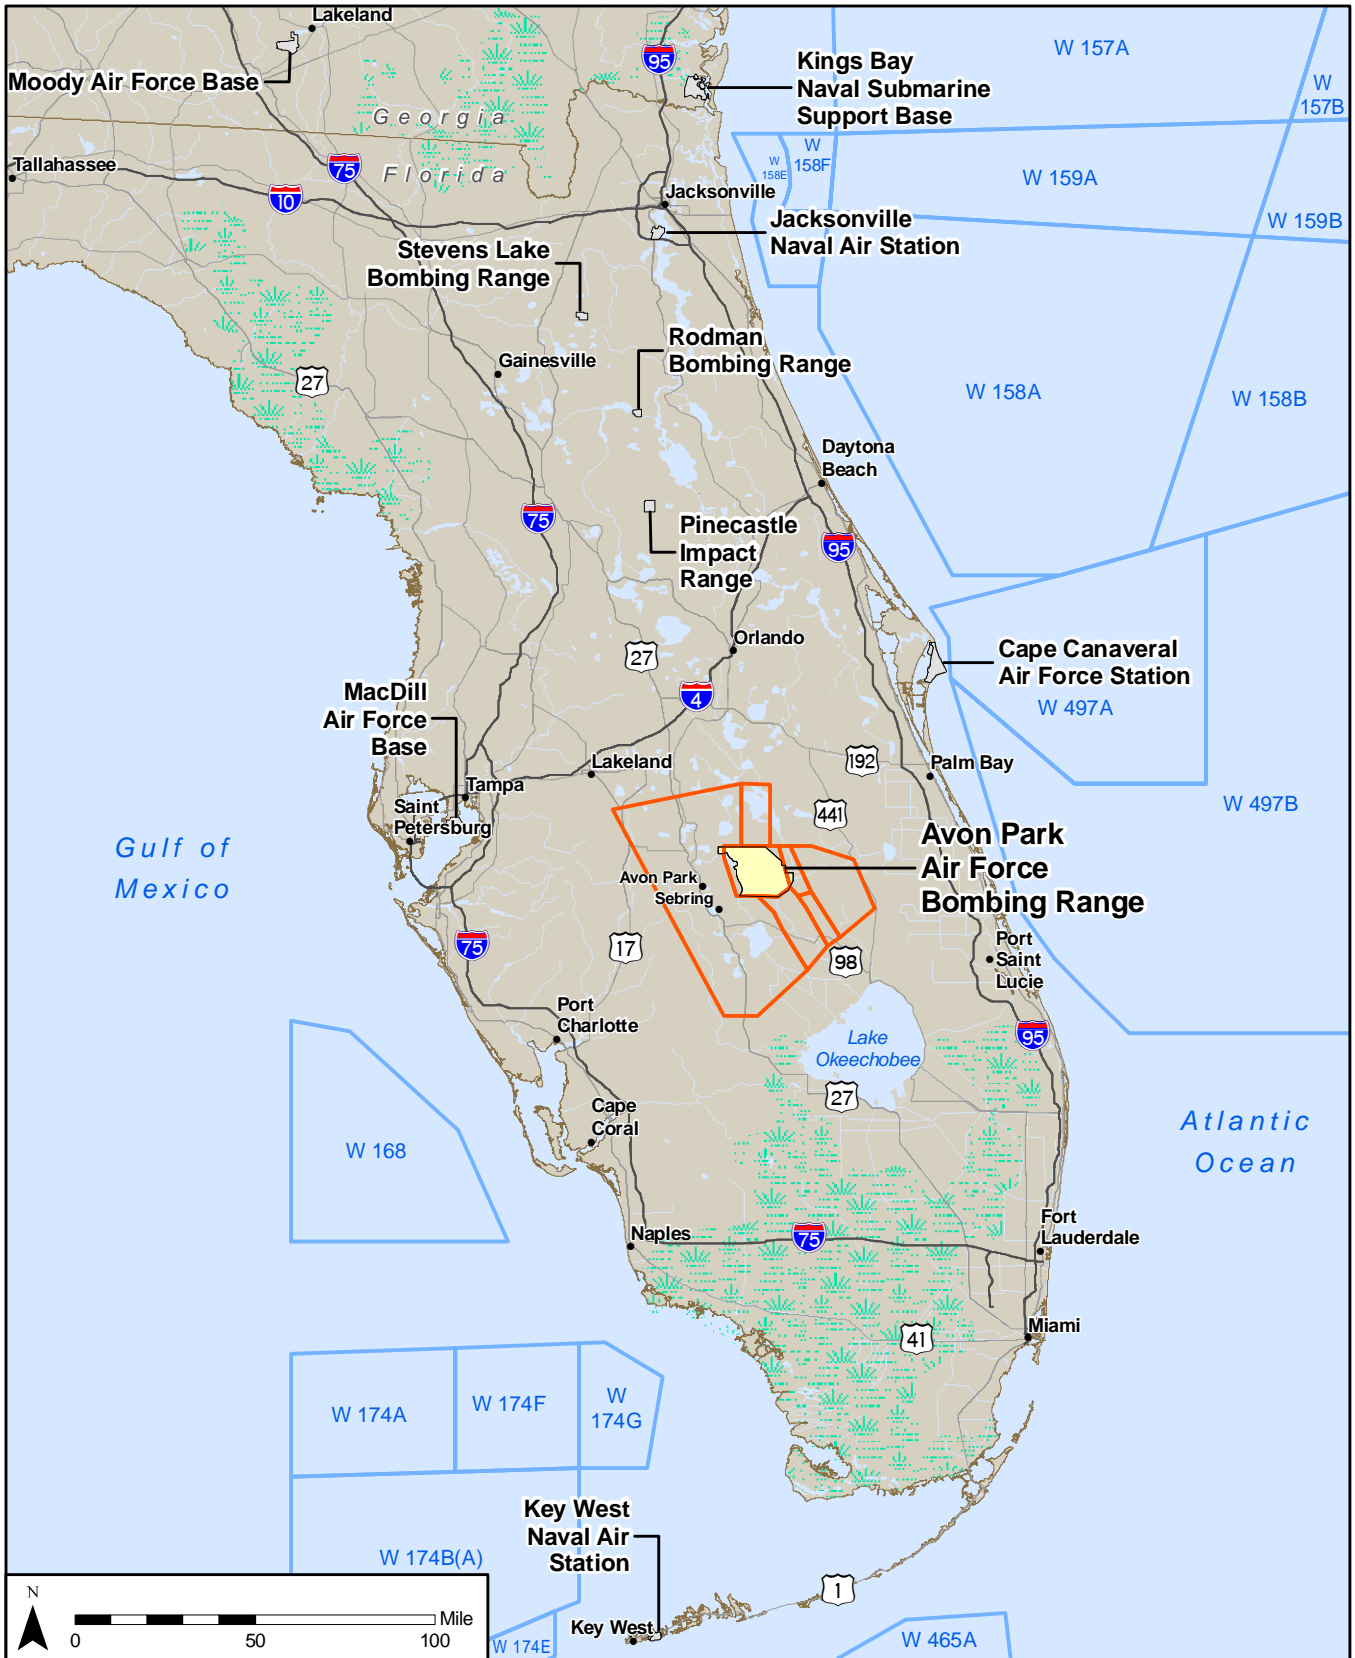 Lakeland
Moody Air Force Base
95
Kings Bay
Naval Submarine
Support Base
W 157A
W
157B
Georgia
Florida
Tallahassee
75
10
W
158E
W
158F
W 159A
W 159B
Jacksonville
Jacksonville
Naval Air Station
Stevens Lake
Bombing Range
Rodman
Bombing Range
Gainesville
27
W 158A
W 158B
Daytona
Beach
75
Pinecastle
Impact
Range
95
Orlando
27
Cape Canaveral
Air Force Station
W 497A
4
MacDill
Air Force
Base
192
Lakeland
Palm Bay
Tampa
Saint
Petersburg
441
W 497B
Gulf of
Mexico
Avon Park
Air Force
Bombing Range
Avon Park
Sebring
75
17
98
Port
Saint
Lucie
Port
Charlotte
Lake
Okeechobee
95
27
Cape
Coral
W 168
Atlantic
Ocean
Naples
75
Fort
Lauderdale
41
Miami
W 174A
W 174F
W
174G
Key West
Naval Air
Station
W 174B(A)
1
N
Mile
0
50
100
Key West
W 174E
W 465A